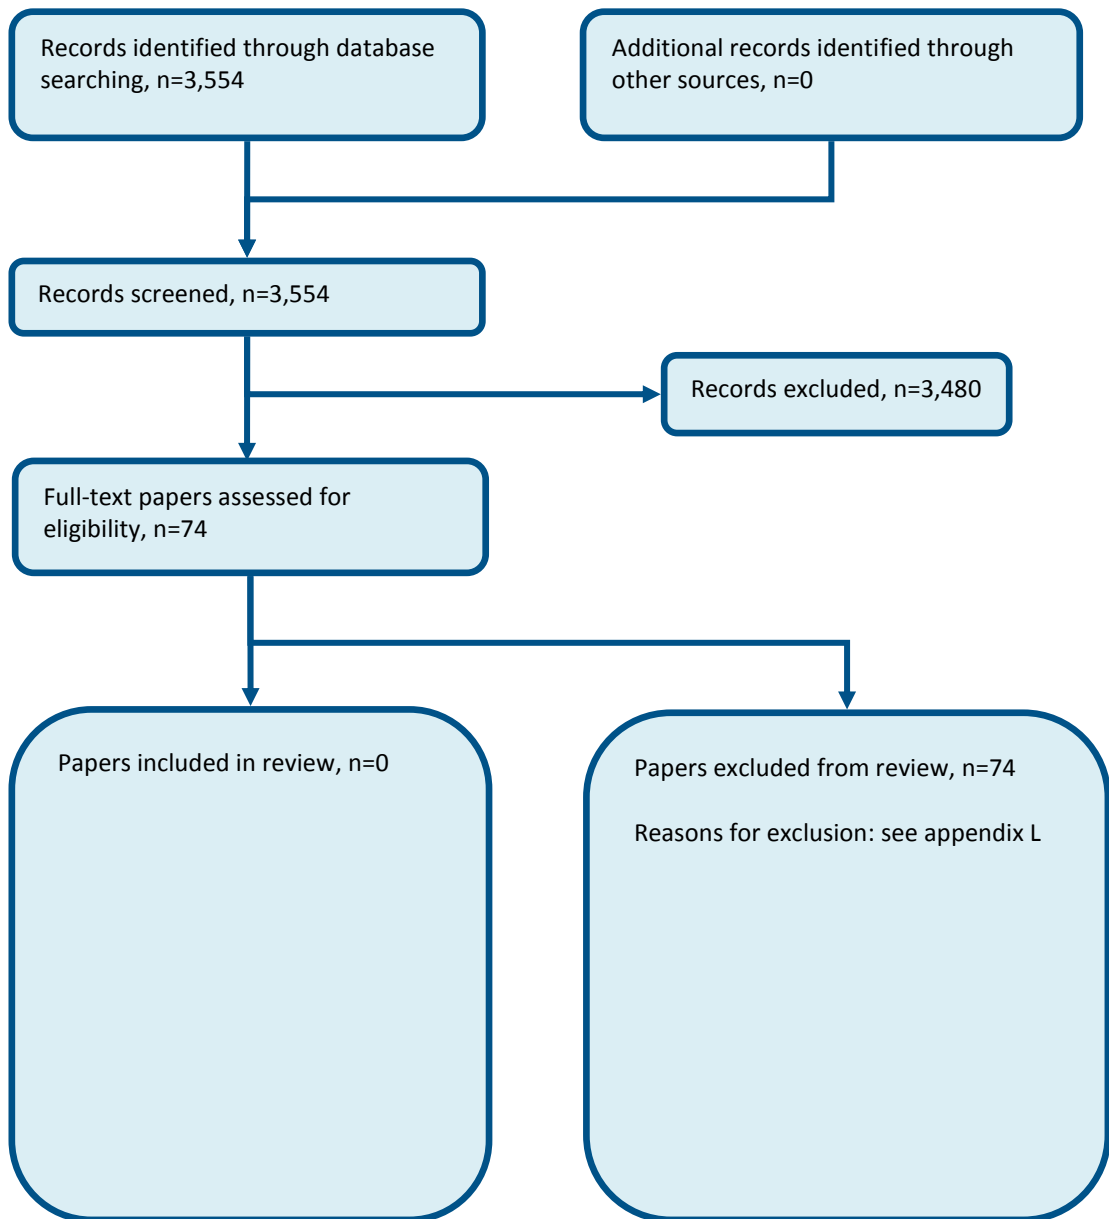 Records identified through database
searching, n=3,554
Additional records identified through
other sources, n=0
Records screened, n=3,554
Records excluded, n=3,480
Full-text papers assessed for
eligibility, n=74
Papers included in review, n=0
Papers excluded from review, n=74
Reasons for exclusion: see appendix L